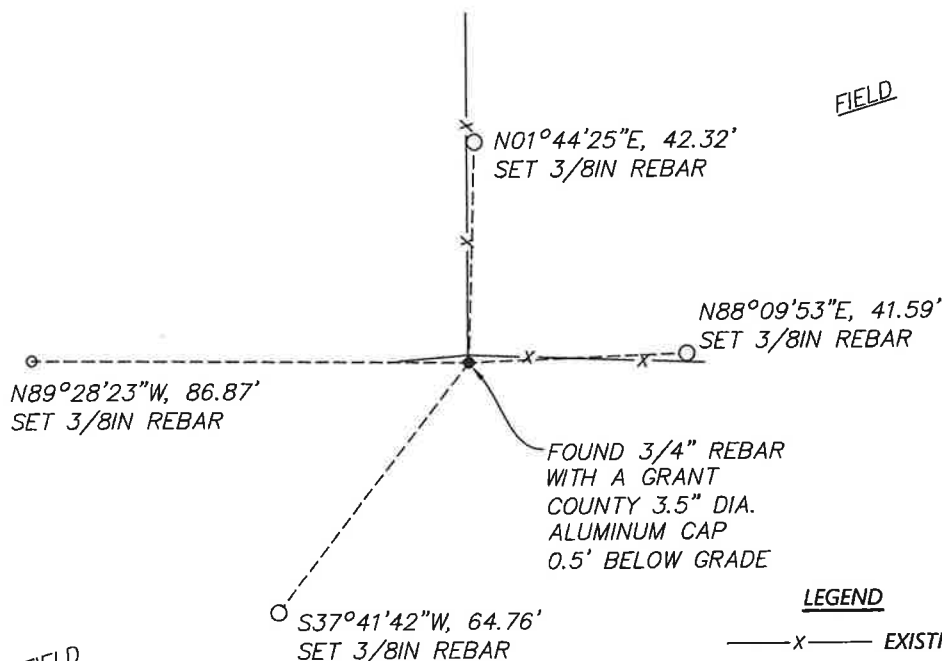 FIELD
N01°44'25"E, 42.32'
SET 3/8IN REBAR
N88°09'53"E, 41.59'
SET 3/8IN REBAR
N89°28'23"W, 86.87'
SET 3/8IN REBAR
FOUND 3/4" REBAR
WITH A GRANT
COUNTY 3.5" DIA.
ALUMINUM CAP
0.5' BELOW GRADE
S37°41'42"W, 64.76'
SET 3/8IN REBAR
FIELD
LEGEND
X EXISTI